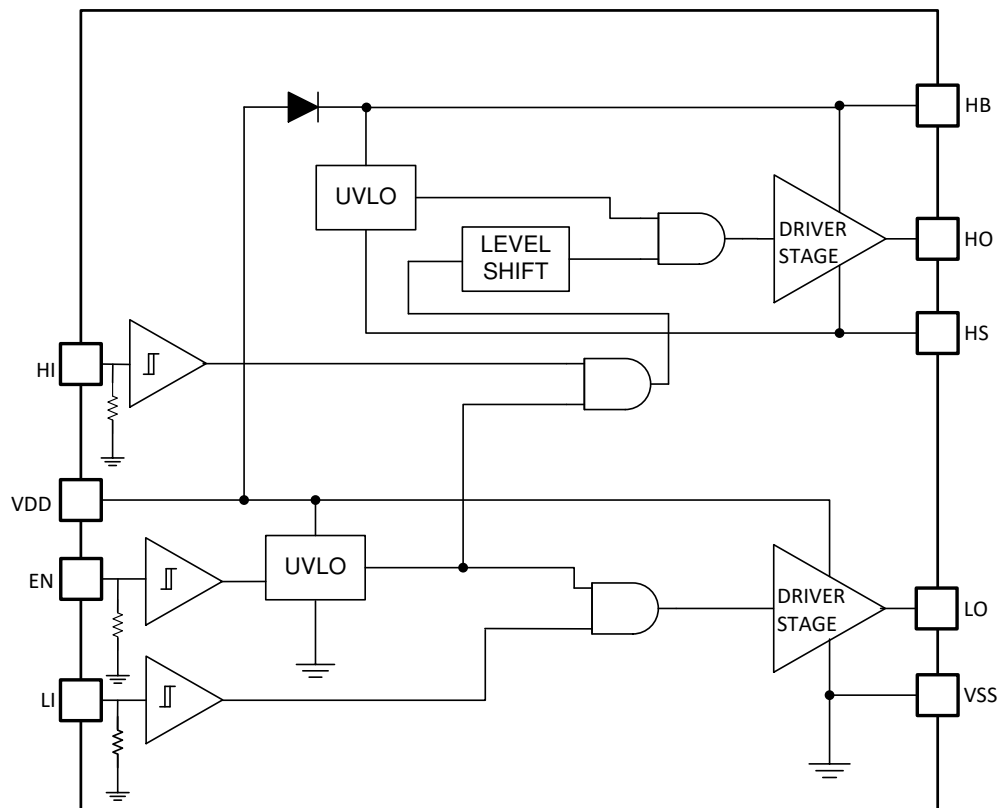 HB
UVLO
DRIVER
STAGE
HO
LEVEL
SHIFT
HS
HI
VDD
UVLO
EN
DRIVER
STAGE
LO
LI
VSS